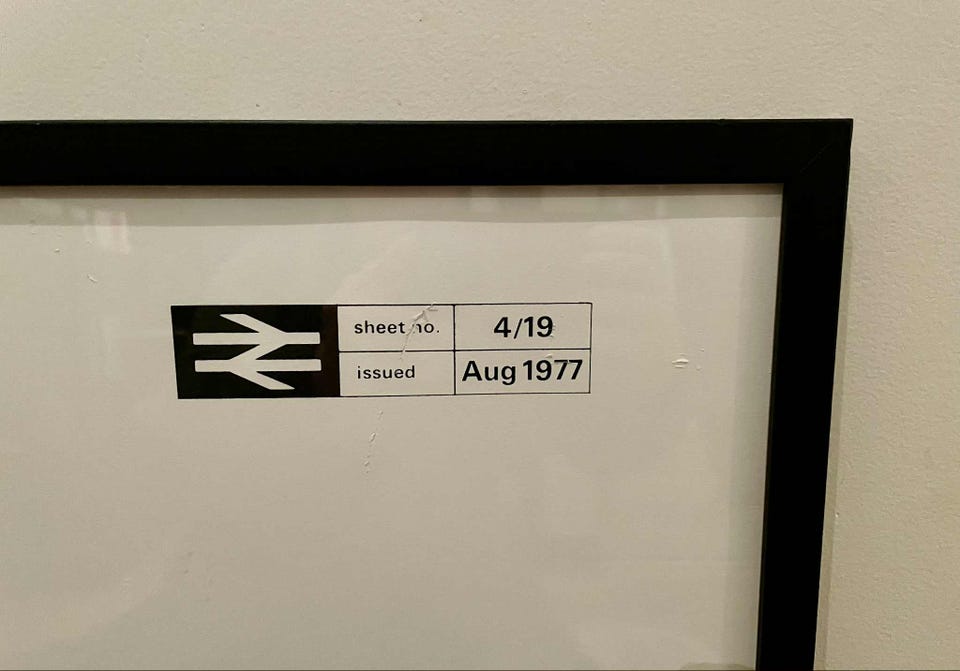 sheet no. 4/19
issued Aug 1977